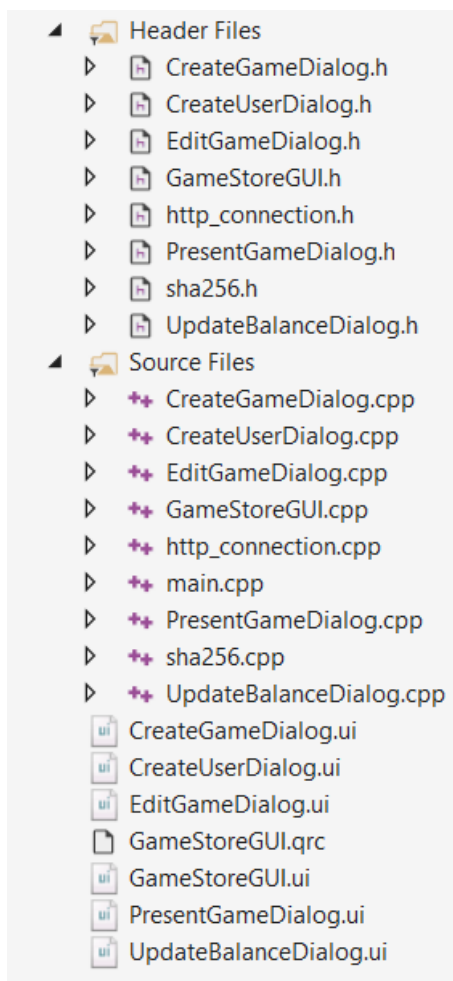 Header Files
CreateGameDialog.h
CreateUserDialog.h
EditGameDialog.h
GameStoreGUI.h
http_connection.h
PresentGameDialog.h
sha256.h
UpdateBalanceDialog.h
Source Files
CreateGameDialog.cpp
CreateUserDialog.cpp
EditGameDialog.cpp
GameStoreGUI.cpp
http_connection.cpp
main.cpp
PresentGameDialog.cpp
sha256.cpp
UpdateBalanceDialog.cpp
CreateGameDialog.ui
CreateUserDialog.ui
EditGameDialog.ui
GameStoreGUI.qrc
GameStoreGUI.ui
PresentGameDialog.ui
UpdateBalanceDialog.ui